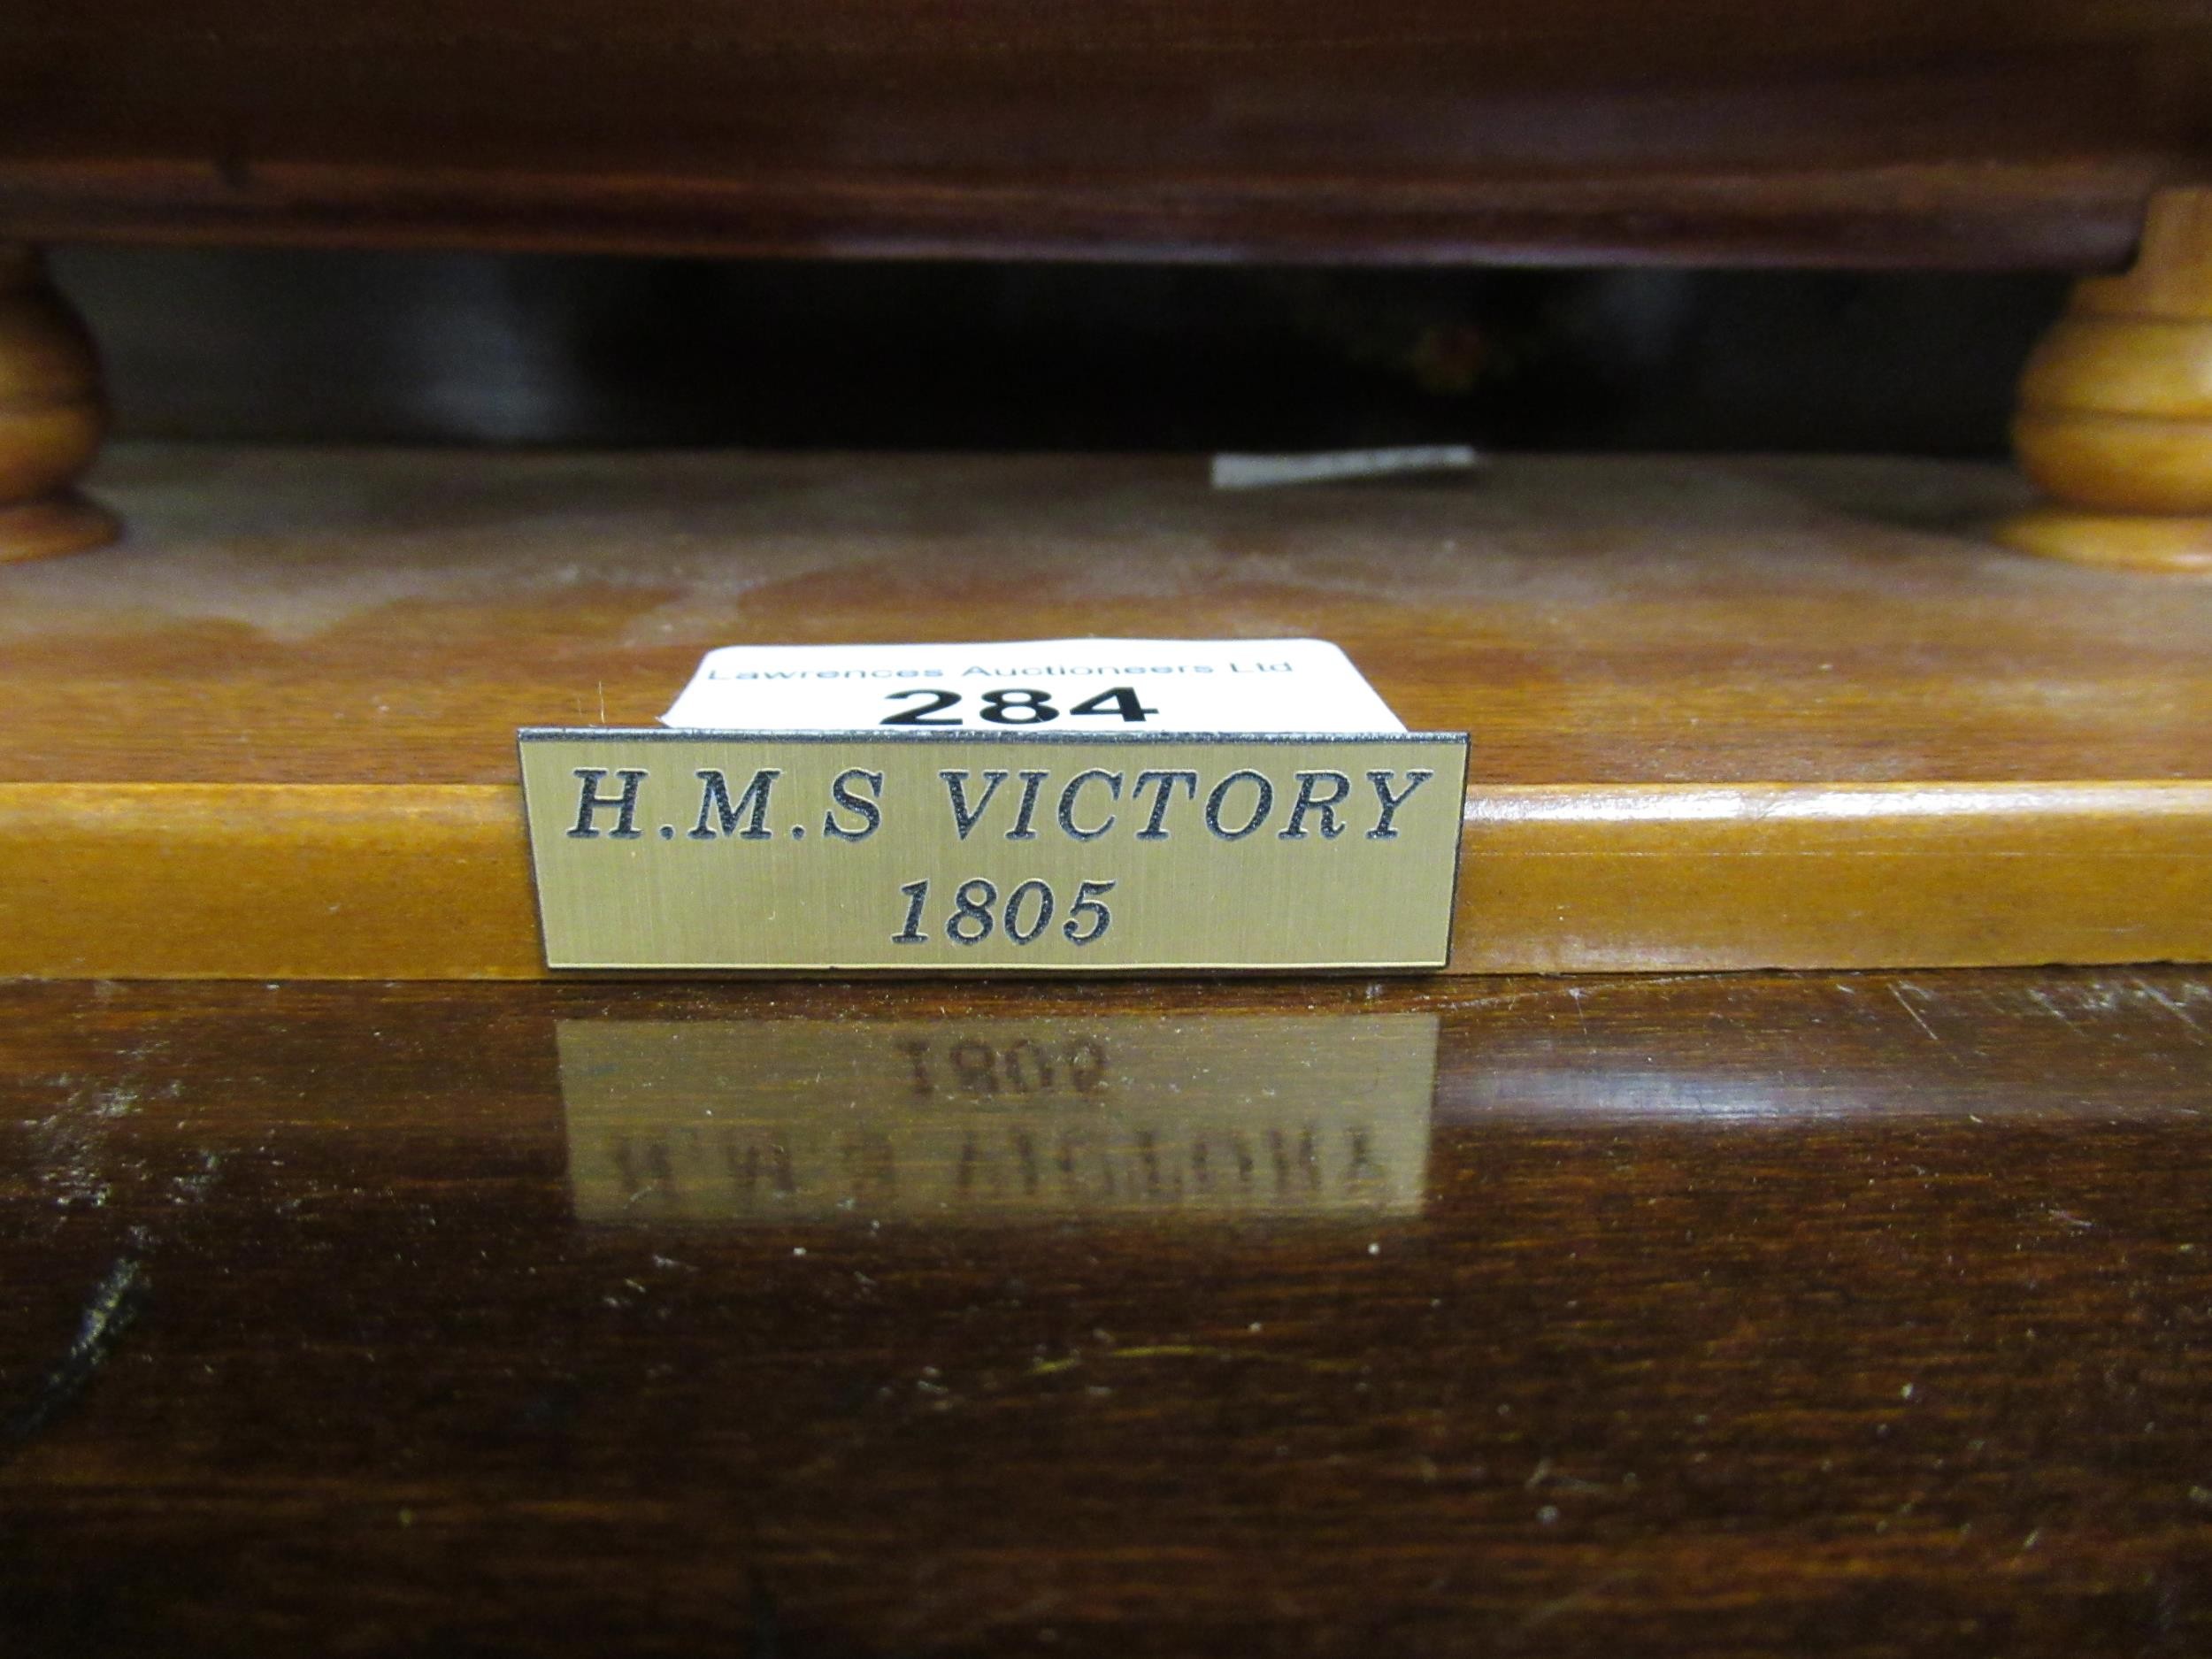 Lawrences Auctioneers Ltd
284
H.M.S VICTORY
1805